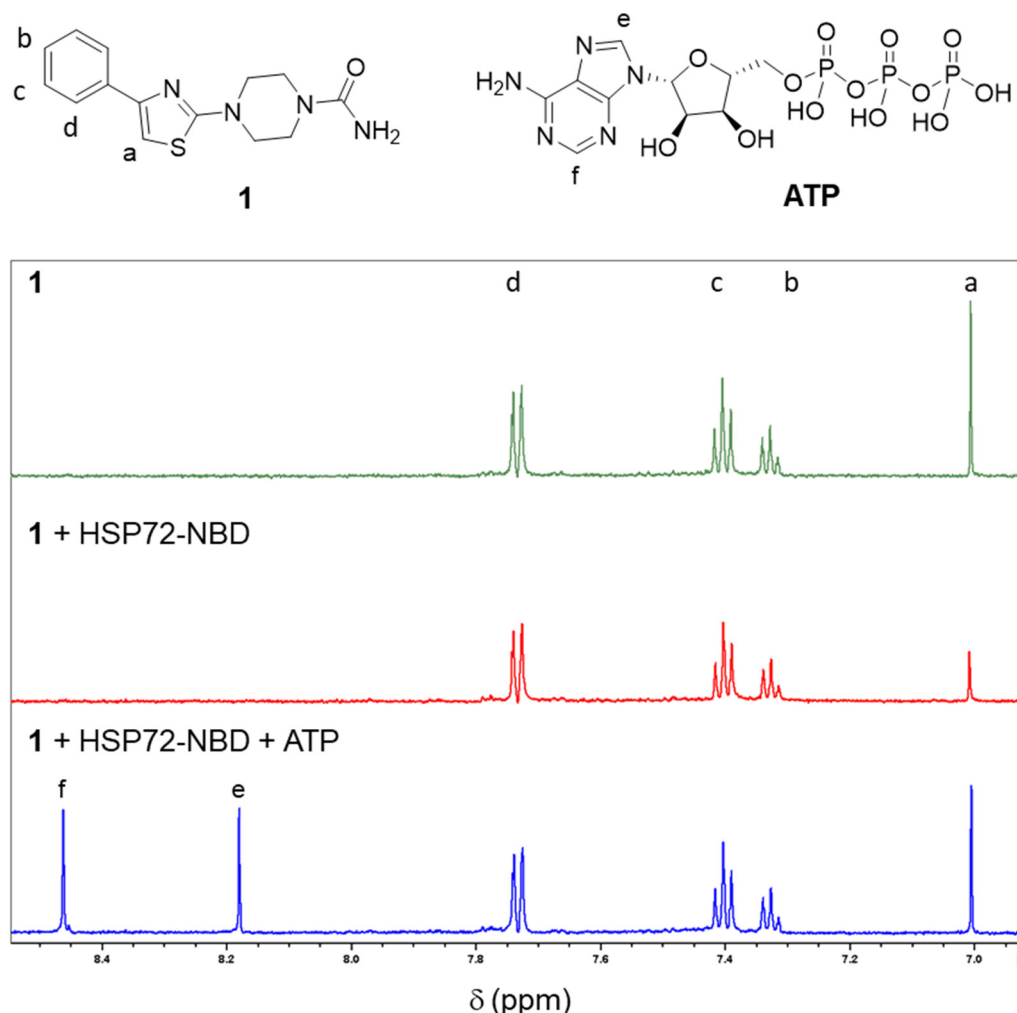 b
c
d
a
N
S
N
N
O
NH2
1
e
f
H2N
N
N
N
N
HO
OH
O
O
P
O
HO
O
P
O
HO
O
P
O
HO
OH
ATP
1
d
c
b
a
1 + HSP72-NBD
1 + HSP72-NBD + ATP
f
e
8.4
8.2
8.0
7.8
7.6
7.4
7.2
7.0
δ (ppm)